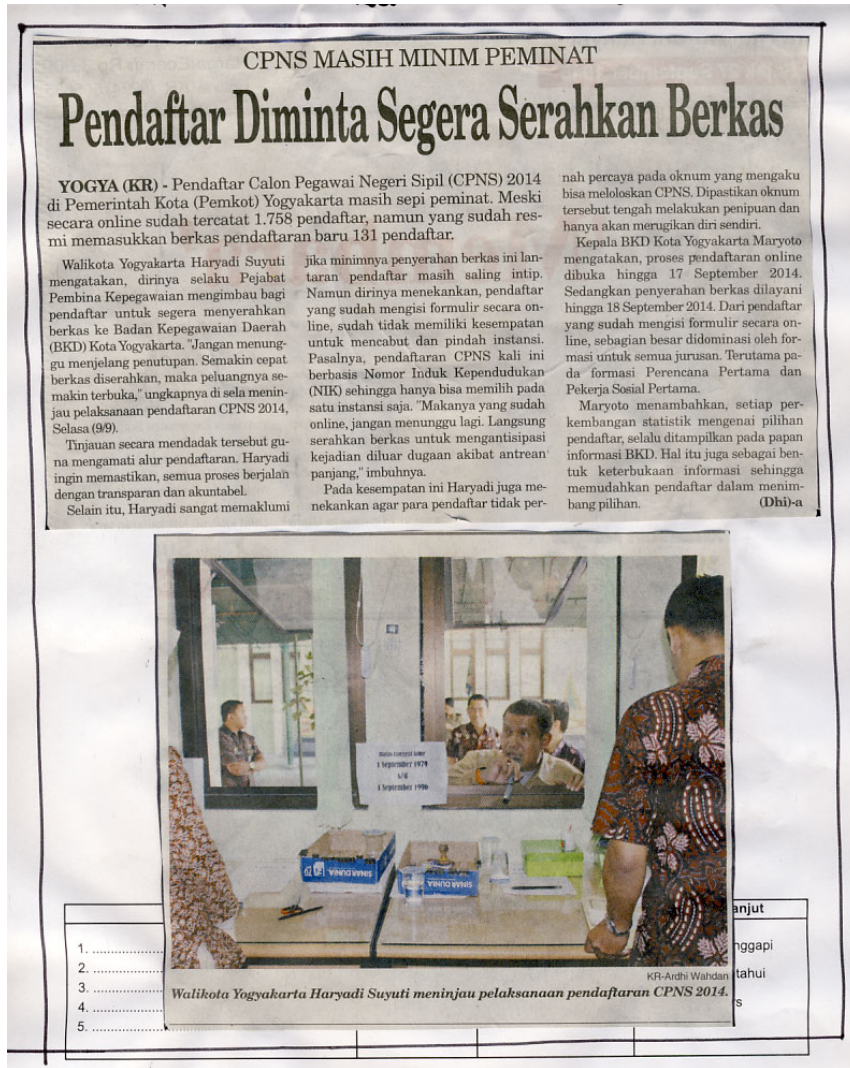 CPNS MASIH MINIM PEMINAT
Pendaftar Diminta Segera Serahkan Berkas
YOGYA (KR) - Pendaftar Calon Pegawai Negeri Sipil (CPNS) 2014
di Pemerintah Kota (Pemkot) Yogyakarta masih sepi peminat. Meski
secara online sudah tercatat 1.758 pendaftar, namun yang sudah res-
mi memasukkan berkas pendaftaran baru 131 pendaftar.
Walikota Yogyakarta Haryadi Suyuti
mengatakan, dirinya selaku Pejabat
Pembina Kepegawaian mengimbau bagi
pendaftar untuk segera menyerahkan
berkas ke Badan Kepegawaian Daerah
(BKD) Kota Yogyakarta. "Jangan menung-
gu menjelang penutupan. Semakin cepat
berkas diserahkan, maka peluangnya se-
makin terbuka," ungkapnya di sela menin-
jau pelaksanaan pendaftaran CPNS 2014,
Selasa (9/9).
Tinjauan secara mendadak tersebut gu-
na mengamati alur pendaftaran. Haryadi
ingin memastikan, semua proses berjalan
dengan transparan dan akuntabel.
Selain itu, Haryadi sangat memaklumi
jika minimnya penyerahan berkas ini lan-
taran pendaftar masih saling intip.
Namun dirinya menekankan, pendaftar
yang sudah mengisi formulir secara on-
line, sudah tidak memiliki kesempatan
untuk mencabut dan pindah instansi.
Pasalnya, pendaftaran CPNS kali ini
berbasis Nomor Induk Kependudukan
(NIK) sehingga hanya bisa memilih pada
satu instansi saja. "Makanya yang sudah
online, jangan menunggu lagi. Langsung
serahkan berkas untuk mengantisipasi
kejadian diluar dugaan akibat antrean
panjang," imbuhnya.
Pada kesempatan ini Haryadi juga me-
nekankan agar para pendaftar tidak per-
nah percaya pada oknum yang mengaku
bisa meloloskan CPNS. Dipastikan oknum
tersebut tengah melakukan penipuan dan
hanya akan merugikan diri sendiri.
Kepala BKD Kota Yogyakarta Maryoto
mengatakan, proses pendaftaran online
dibuka hingga 17 September 2014.
Sedangkan penyerahan berkas dilayani
hingga 18 September 2014. Dari pendaftar
yang sudah mengisi formulir secara on-
line, sebagian besar didominasi oleh for-
masi untuk semua jurusan. Terutama pa-
da formasi Perencana Pertama dan
Pekerja Sosial Pertama.
Maryoto menambahkan, setiap per-
kembangan statistik mengenai pilihan
pendaftar, selalu ditampilkan pada papan
informasi BKD. Hal itu juga sebagai ben-
tuk keterbukaan informasi sehingga
memudahkan pendaftar dalam menim-
bang pilihan. (Dhi)-a
1 September 1979
s/d
1 September 1996
SINAR DUNIA
SINAR DUNIA
anjut
1. nggapi
2. tahui
3.
4. s
5.
KR-Ardhi Wahdan
Walikota Yogyakarta Haryadi Suyuti meninjau pelaksanaan pendaftaran CPNS 2014.